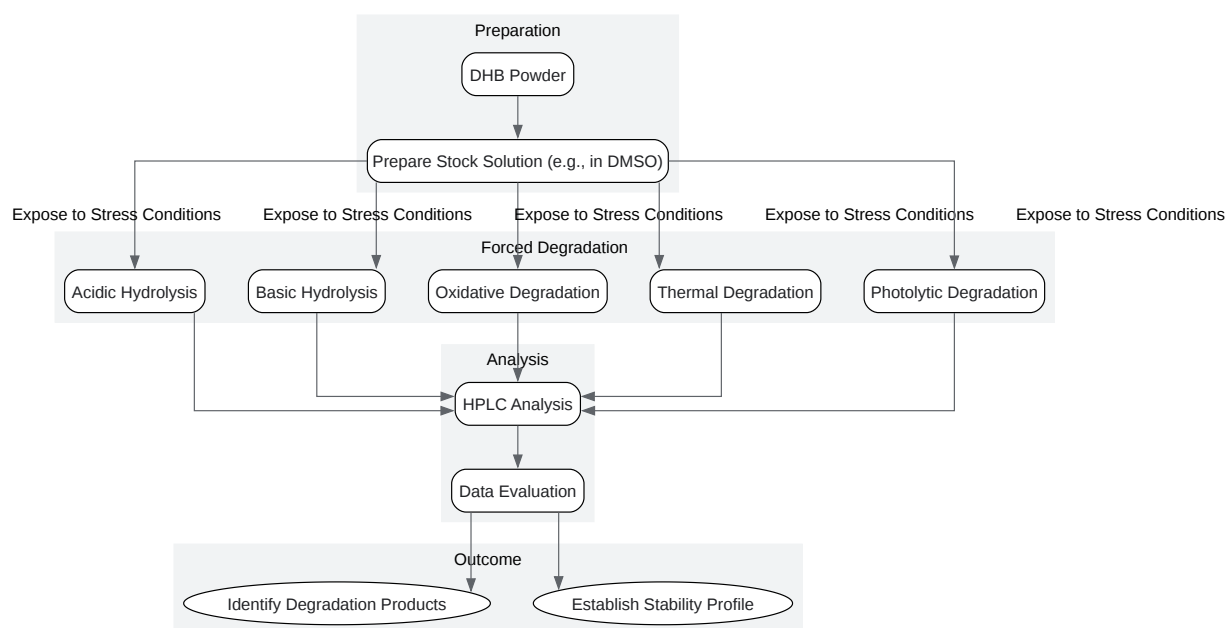 Preparation
DHB Powder
Prepare Stock Solution (e.g., in DMSO)
Expose to Stress Conditions
Expose to Stress Conditions
Expose to Stress Conditions
Expose to Stress Conditions
Expose to Stress Conditions
Forced Degradation
Acidic Hydrolysis
Basic Hydrolysis
Oxidative Degradation
Thermal Degradation
Photolytic Degradation
Analysis
HPLC Analysis
Data Evaluation
Outcome
Identify Degradation Products
Establish Stability Profile